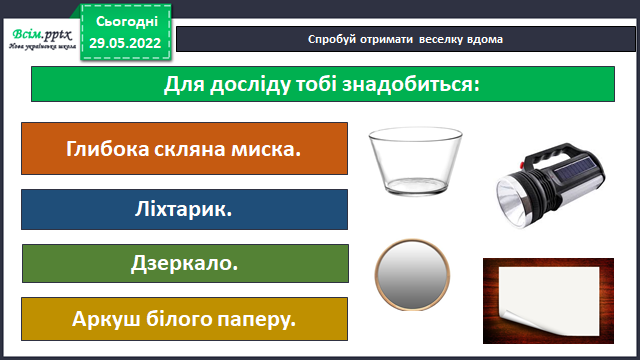 Всім.pptx
Нова українська школа
Сьогодні
29.05.2022
Спробуй отримати веселку вдома
Для досліду тобі знадобиться:
Глибока скляна миска.
Ліхтарик.
Дзеркало.
Аркуш білого паперу.